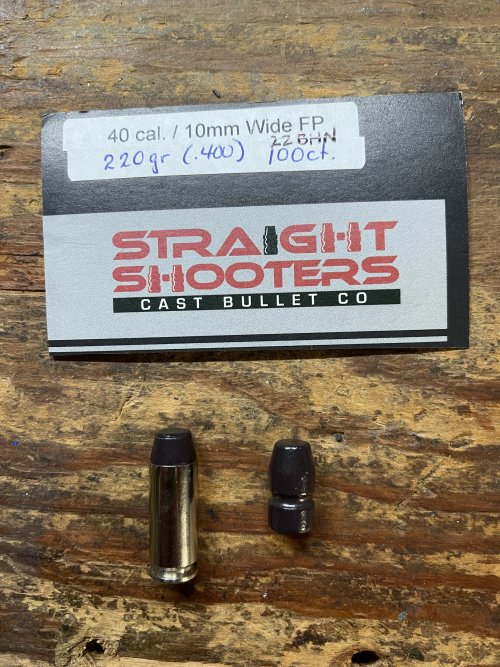 40 cal. / 10mm Wide FP
22 BHN
220gr (.400) 100ct.
STRAIGHT
SHOOTERS
CAST BULLET CO